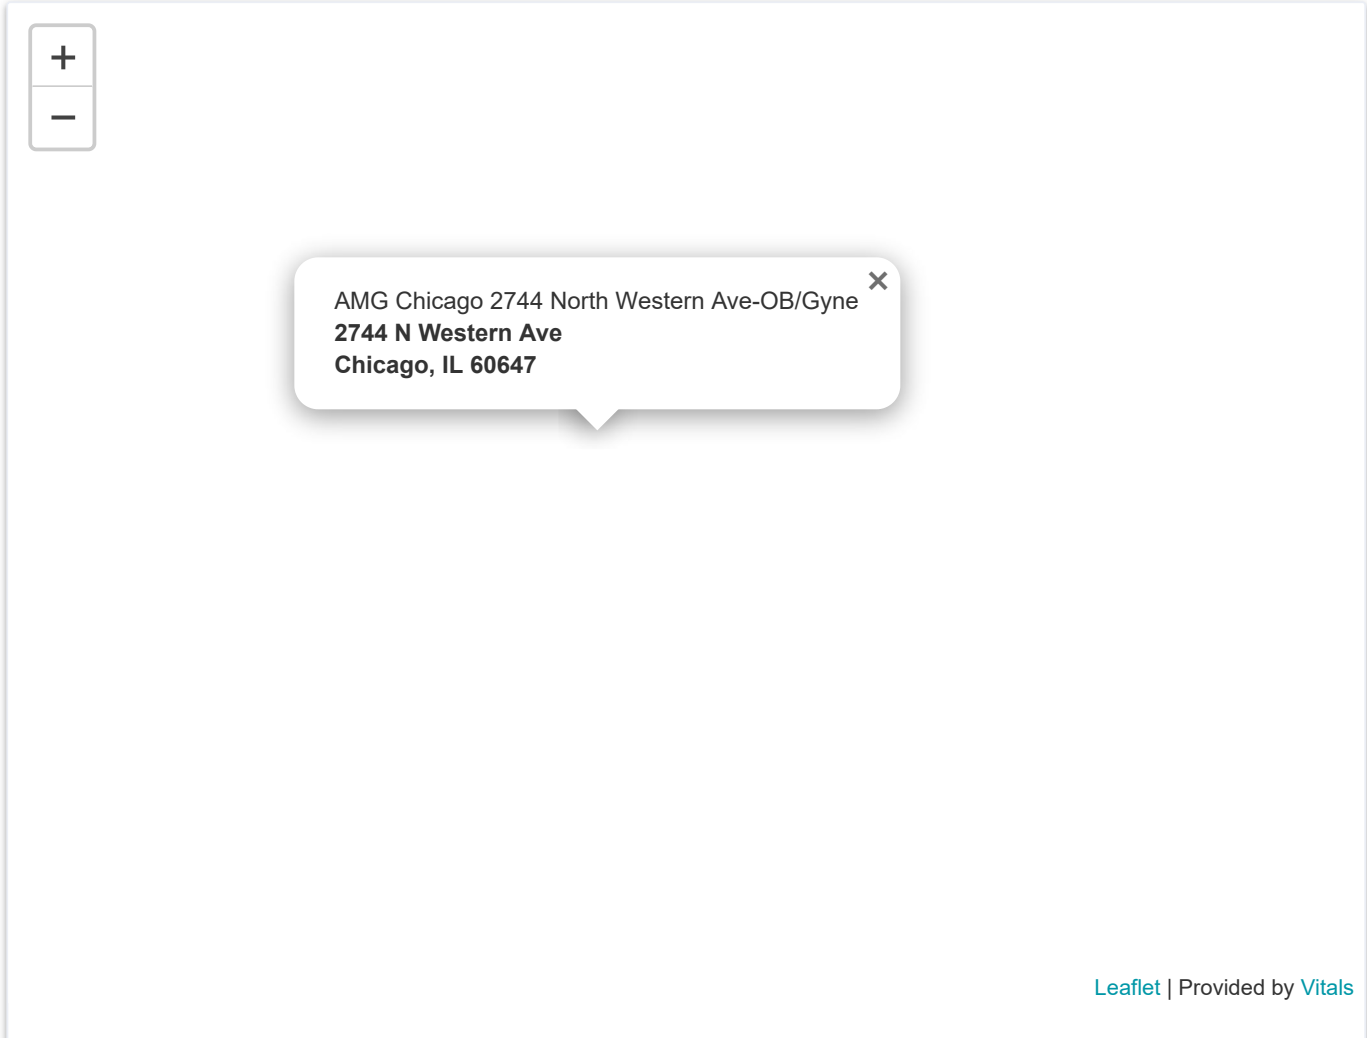 +
−
×
AMG Chicago 2744 North Western Ave-OB/Gyne
2744 N Western Ave
Chicago, IL 60647
Leaflet | Provided by Vitals